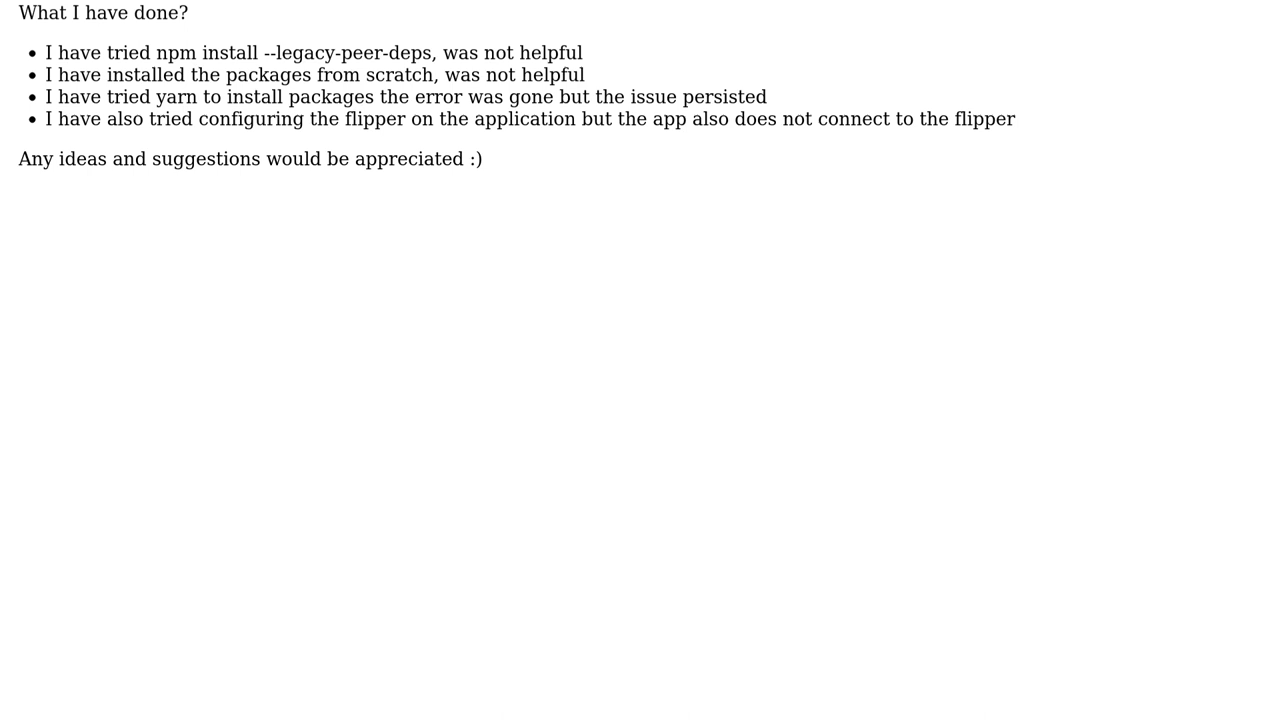 What I have done?
• I have tried npm install --legacy-peer-deps, was not helpful
• I have installed the packages from scratch, was not helpful
• I have tried yarn to install packages the error was gone but the issue persisted
• I have also tried configuring the flipper on the application but the app also does not connect to the flipper
Any ideas and suggestions would be appreciated :)